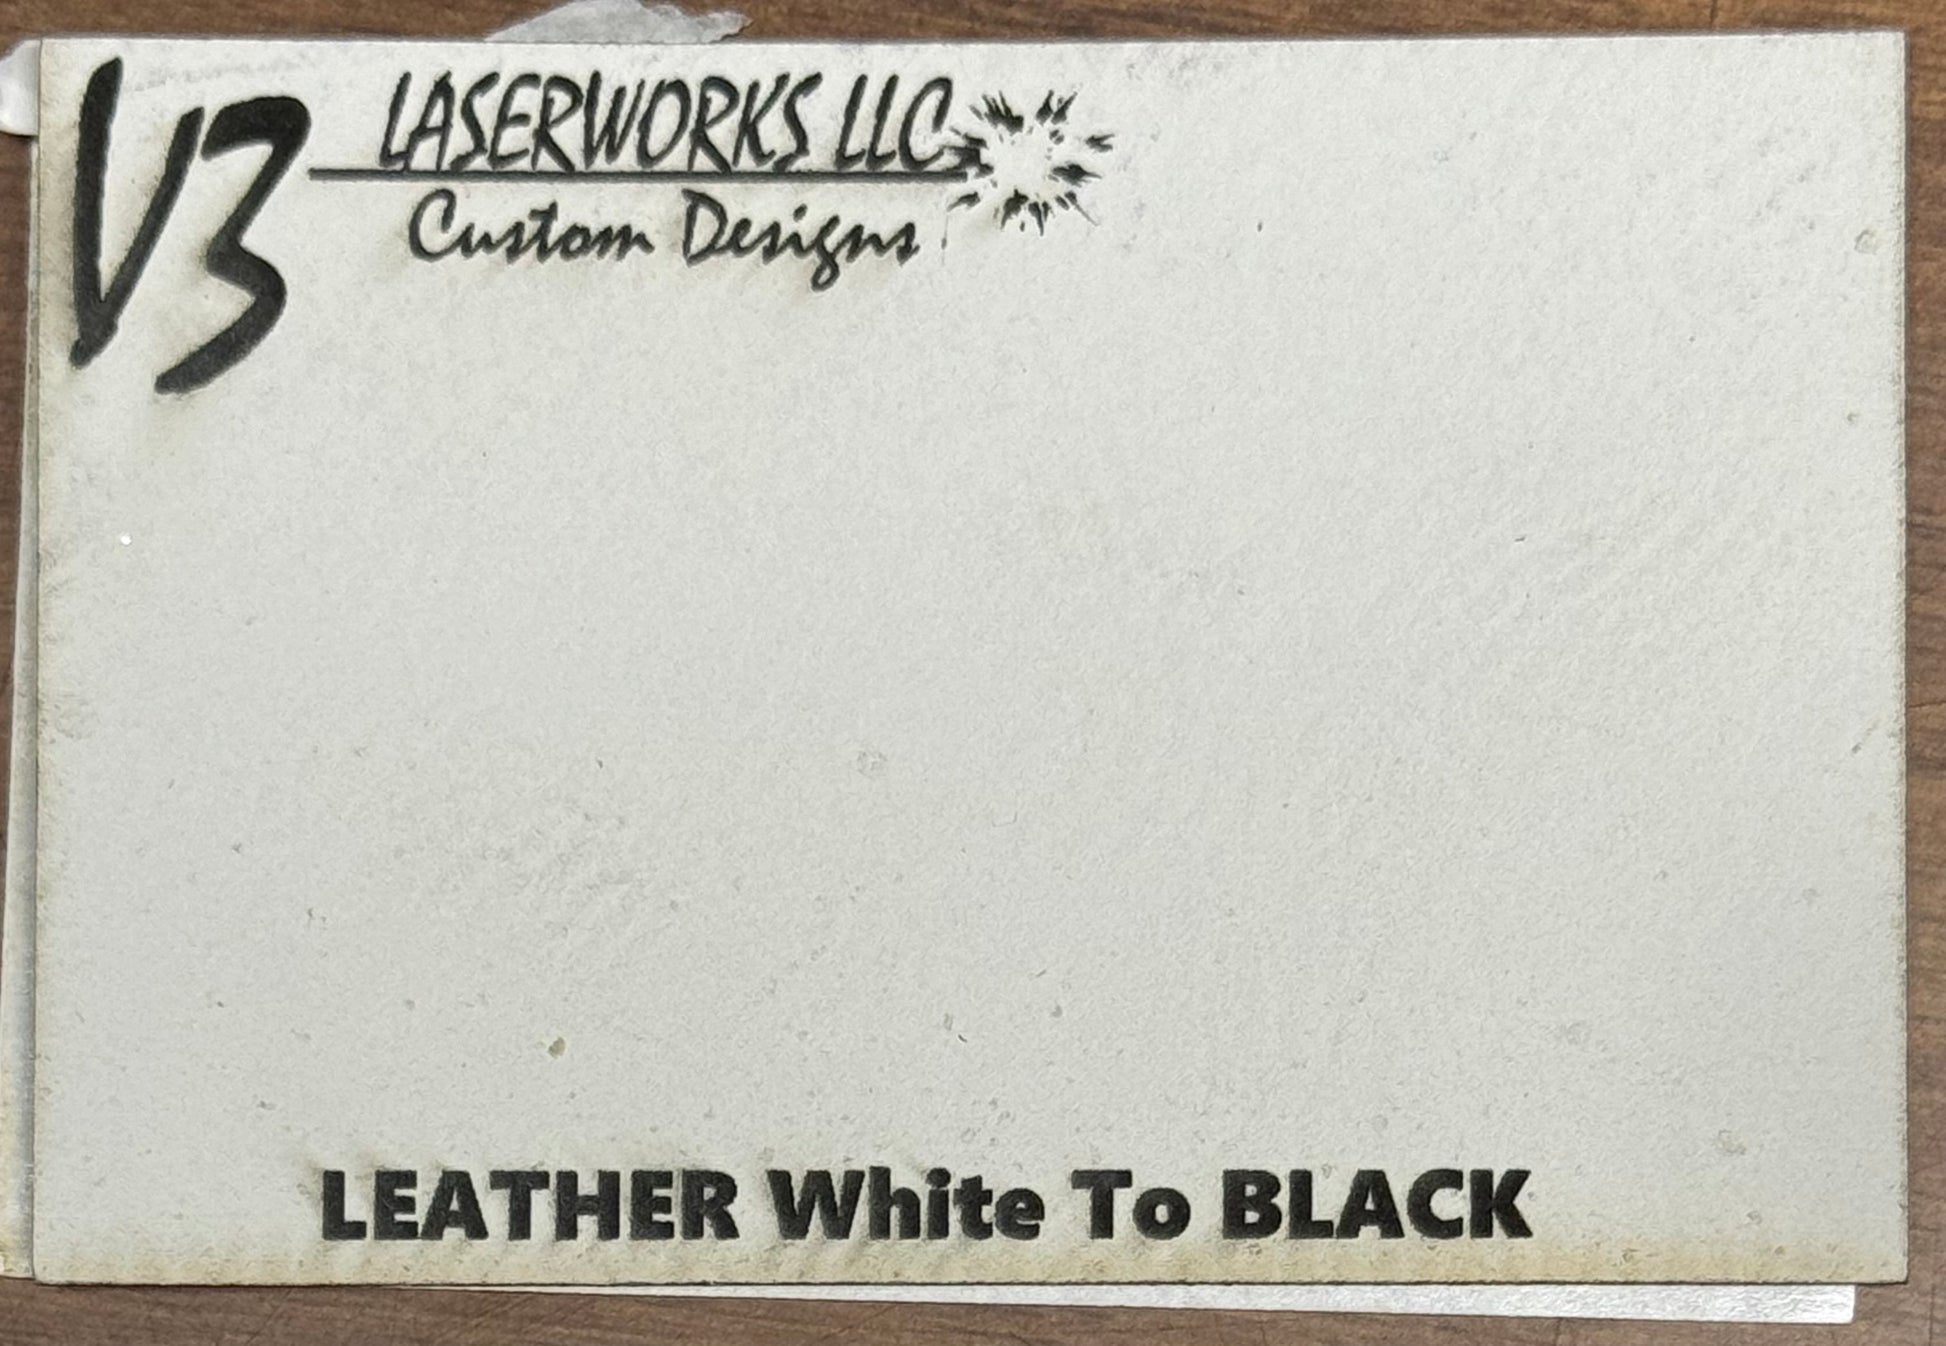 V3 LASERWORKS LLC
Custom Designs
LEATHER White To BLACK